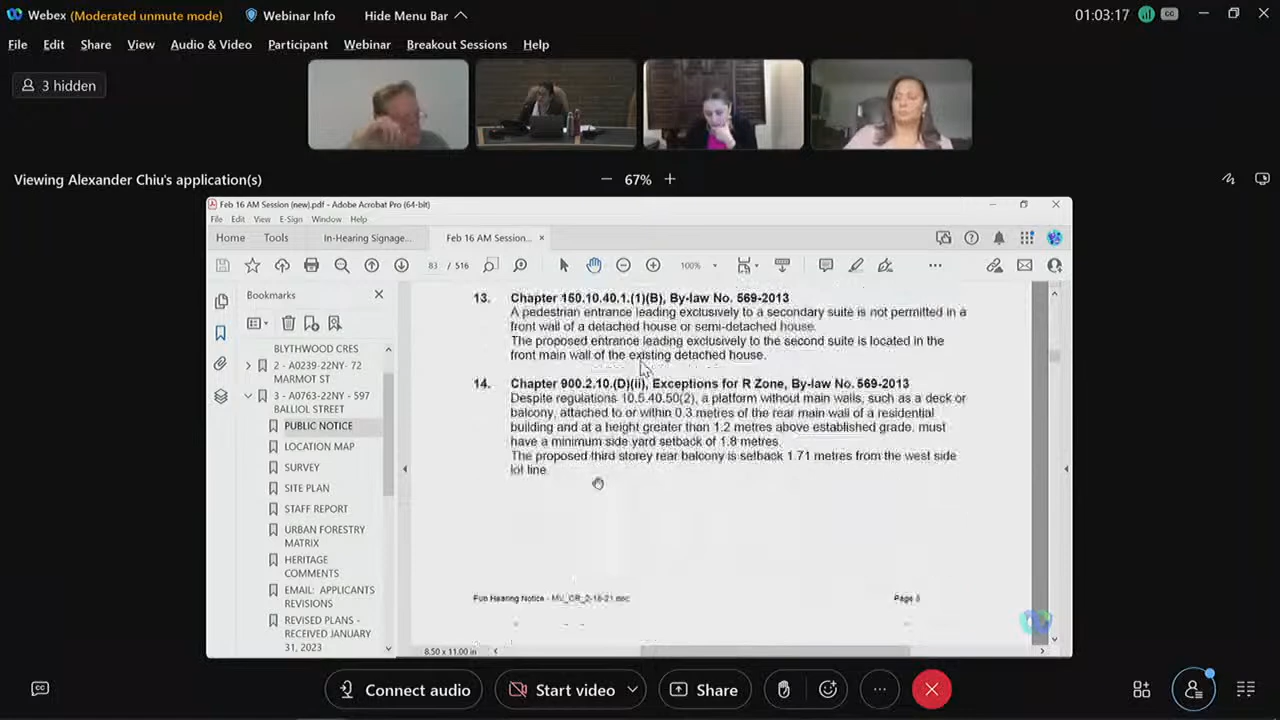 Webex (Moderated unmute mode) Webinar Info Hide Menu Bar 01:03:17 CC
File Edit Share View Audio & Video Participant Webinar Breakout Sessions Help
3 hidden
Viewing Alexander Chiu's application(s) 67%
Feb 16 AM Session (new).pdf - Adobe Acrobat Pro (64-bit)
File Edit View E-Sign Window Help
Home Tools In-Hearing Signage... Feb 16 AM Session...
83 / 516 100%
Bookmarks
BLYTHWOOD CRES
2 - A0239-22NY- 72
MARMOT ST
3 - A0763-22NY - 597
BALLIOL STREET
PUBLIC NOTICE
LOCATION MAP
SURVEY
SITE PLAN
STAFF REPORT
URBAN FORESTRY
MATRIX
HERITAGE
COMMENTS
EMAIL: APPLICANTS
REVISIONS
REVISED PLANS -
RECEIVED JANUARY
31, 2023
13. Chapter 150.10.40.1.(1)(B), By-law No. 569-2013
A pedestrian entrance leading exclusively to a secondary suite is not permitted in a
front wall of a detached house or semi-detached house.
The proposed entrance leading exclusively to the second suite is located in the
front main wall of the existing detached house.
14. Chapter 900.2.10.(D)(ii), Exceptions for R Zone, By-law No. 569-2013
Despite regulations 10.5.40.50(2), a platform without main walls, such as a deck or
balcony, attached to or within 0.3 metres of the rear main wall of a residential
building and at a height greater than 1.2 metres above established grade, must
have a minimum side yard setback of 1.8 metres.
The proposed third storey rear balcony is setback 1.71 metres from the west side
lot line.
Hearing Notice - Page
8.50 x 11.00 in
CC Connect audio Start video Share